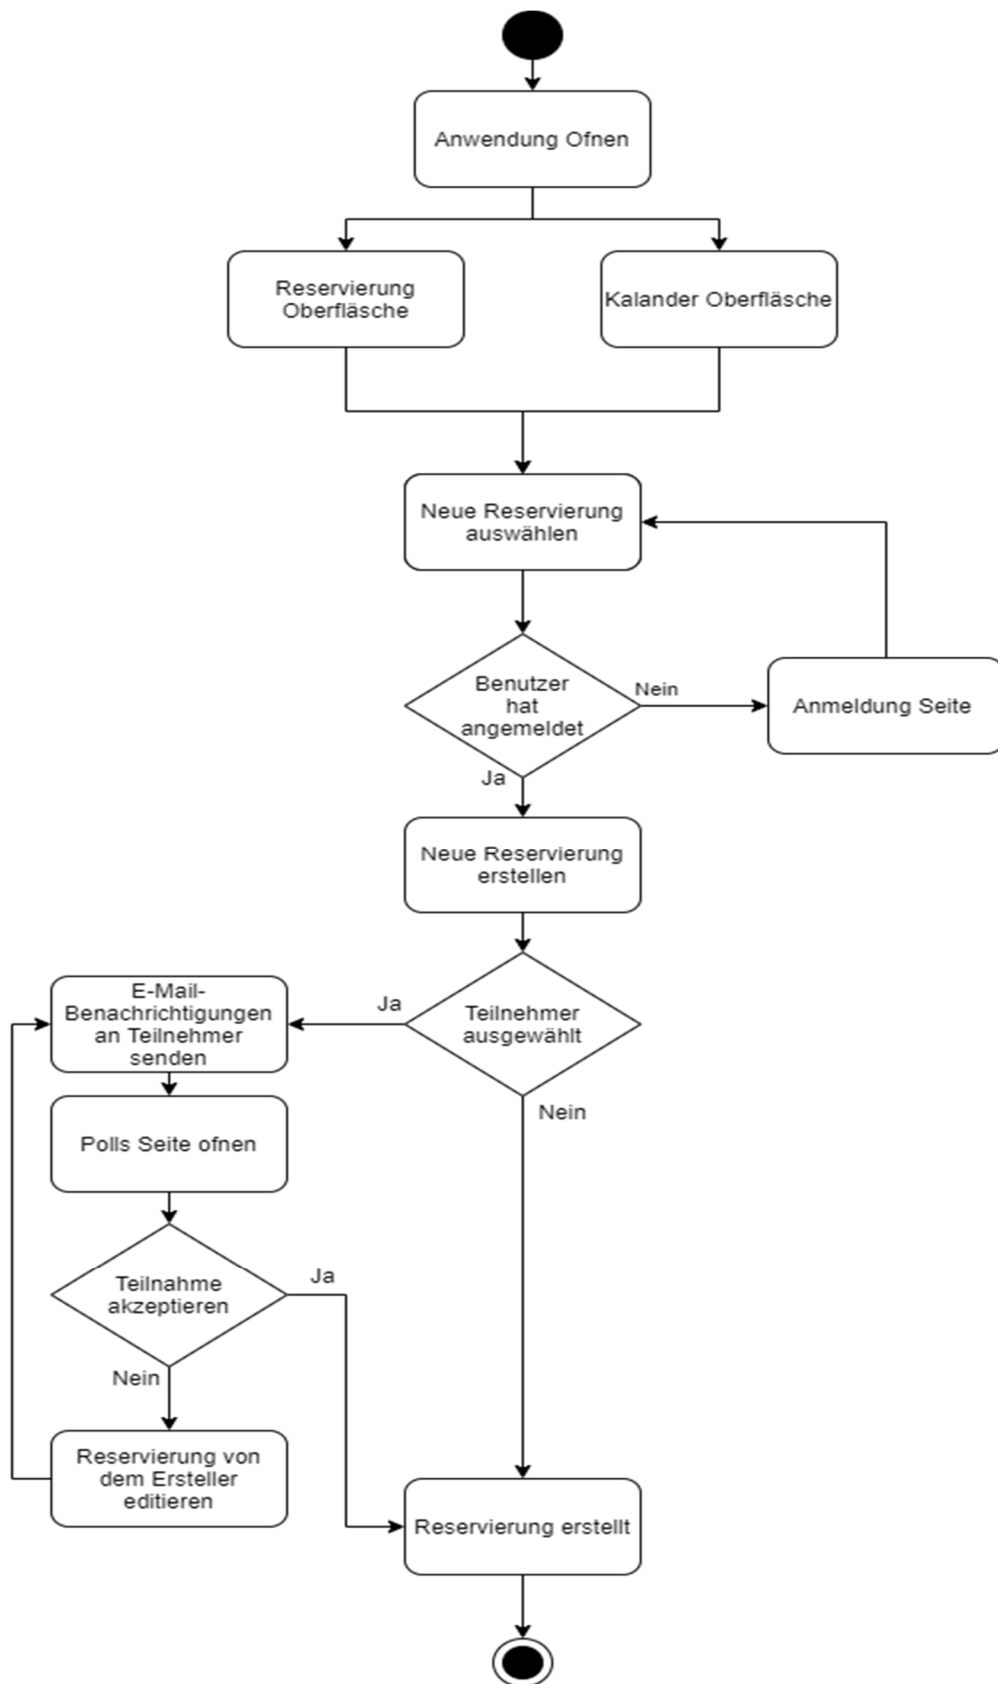 Anwendung Ofnen
Reservierung
Oberfläsche
Kalander Oberfläsche
Neue Reservierung
auswählen
Benutzer
hat
angemeldet
Nein
Anmeldung Seite
Ja
Neue Reservierung
erstellen
Teilnehmer
ausgewählt
Ja
E-Mail-
Benachrichtigungen
an Teilnehmer
senden
Nein
Polls Seite ofnen
Teilnahme
akzeptieren
Ja
Nein
Reservierung von
dem Ersteller
editieren
Reservierung erstellt